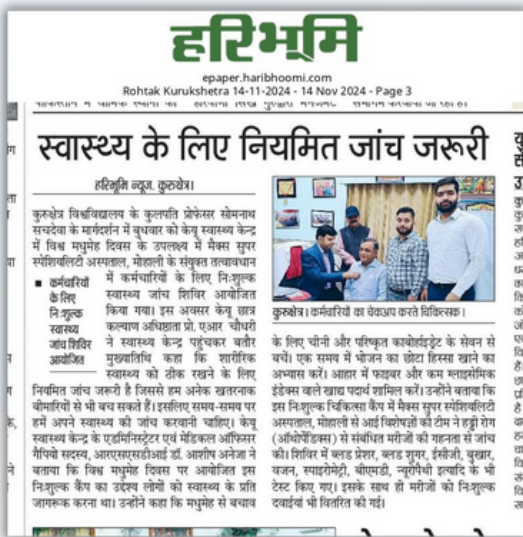 हरिभूमि
epaper.haribhoomi.com
Rohtak Kurukshetra 14-11-2024 - 14 Nov 2024 - Page 3
स्वास्थ्य के लिए नियमित जांच जरूरी
हरिभूमि न्यूज. कुरुक्षेत्र।
कुरुक्षेत्र विश्वविद्यालय के कुलपति प्रोफेसर सोमनाथ
सचदेवा के मार्गदर्शन में बुधवार को केयू स्वास्थ्य केन्द्र
में विश्व मधुमेह दिवस के उपलक्ष्य में मैक्स सुपर
स्पेशियलिटी अस्पताल, मोहाली के संयुक्त तत्वावधान
में कर्मचारियों के लिए निःशुल्क
स्वास्थ्य जांच शिविर आयोजित
किया गया। इस अवसर केयू छात्र
कल्याण अधिष्ठाता प्रो. एआर चौधरी
ने स्वास्थ्य केन्द्र पहुंचकर बतौर
मुख्यातिथि कहा कि शारीरिक
स्वास्थ्य को ठीक रखने के लिए
■ कर्मचारियों
के लिए
निःशुल्क
स्वास्थ्य
जांच शिविर
आयोजित
नियमित जांच जरूरी है जिससे हम अनेक खतरनाक
बीमारियों से भी बच सकते हैं। इसलिए समय-समय पर
हमें अपने स्वास्थ्य की जांच करवानी चाहिए। केयू
स्वास्थ्य केन्द्र के एडमिनिस्ट्रेटर एवं मेडिकल ऑफिसर
गैपियो सदस्य, आरएसएसडीआई डॉ. आशीष अनेजा ने
बताया कि विश्व मधुमेह दिवस पर आयोजित इस
निःशुल्क कैंप का उद्देश्य लोगों को स्वास्थ्य के प्रति
जागरूक करना था। उन्होंने कहा कि मधुमेह से बचाव
कुरुक्षेत्र। कर्मचारियों का चेकअप करते चिकित्सक।
के लिए चीनी और परिष्कृत कार्बोहाइड्रेट के सेवन से
बचें। एक समय में भोजन का छोटा हिस्सा खाने का
अभ्यास करें। आहार में फाइबर और कम ग्लाइसेमिक
इंडेक्स वाले खाद्य पदार्थ शामिल करें। उन्होंने बताया कि
इस निःशुल्क चिकित्सा कैंप में मैक्स सुपर स्पेशियलिटी
अस्पताल, मोहाली से आई विशेषज्ञों की टीम ने हड्डी रोग
(ऑर्थोपेडिक्स) से संबंधित मरीजों की गहनता से जांच
की। शिविर में ब्लड प्रेशर, ब्लड शुगर, ईसीजी, बुखार,
वजन, स्पाइरोमेट्री, बीएमडी, न्यूरोपैथी इत्यादि के भी
टेस्ट किए गए। इसके साथ ही मरीजों को निःशुल्क
दवाईयां भी वितरित की गई।